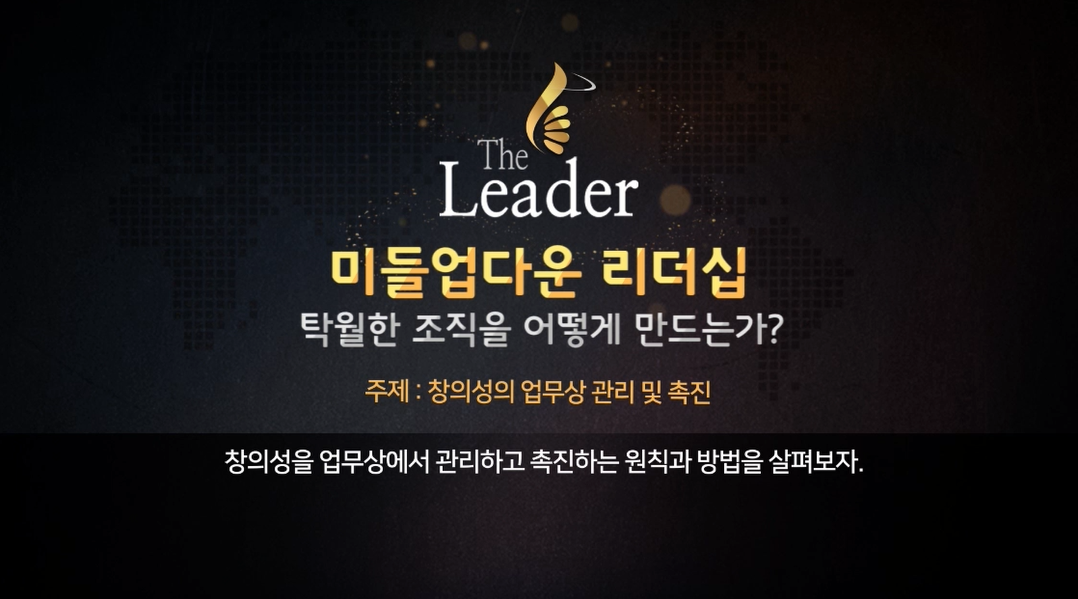 The
Leader
미들업다운 리더십
탁월한 조직을 어떻게 만드는가?
주제 : 창의성의 업무상 관리 및 촉진
창의성을 업무상에서 관리하고 촉진하는 원칙과 방법을 살펴보자.